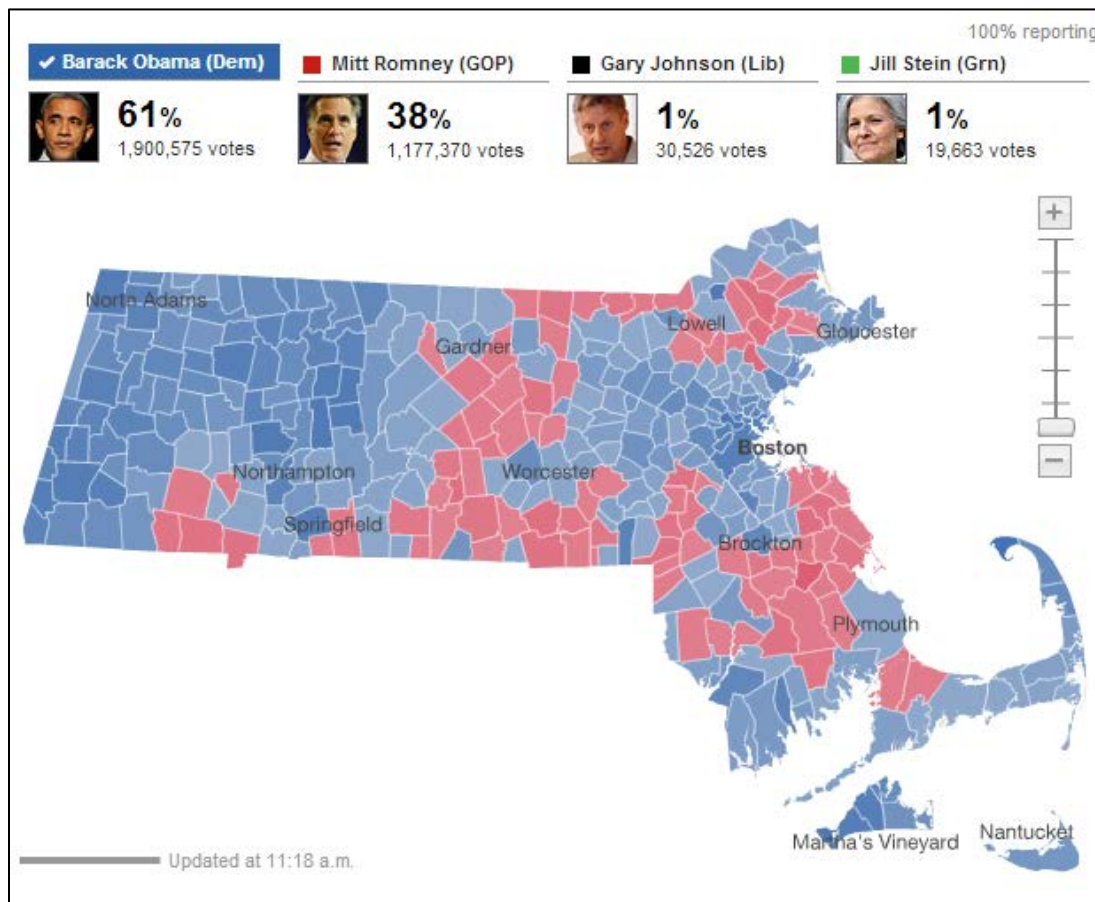 100% reporting
✔ Barack Obama (Dem)
Mitt Romney (GOP)
Gary Johnson (Lib)
Jill Stein (Grn)
61%
38%
1%
1%
1,900,575 votes
1,177,370 votes
30,526 votes
19,663 votes
+
North Adams
Lowell
Gloucester
Gardner
Boston
Northampton
Worcester
−
Springfield
Brockton
Plymouth
Martha's Vineyard
Nantucket
Updated at 11:18 a.m.